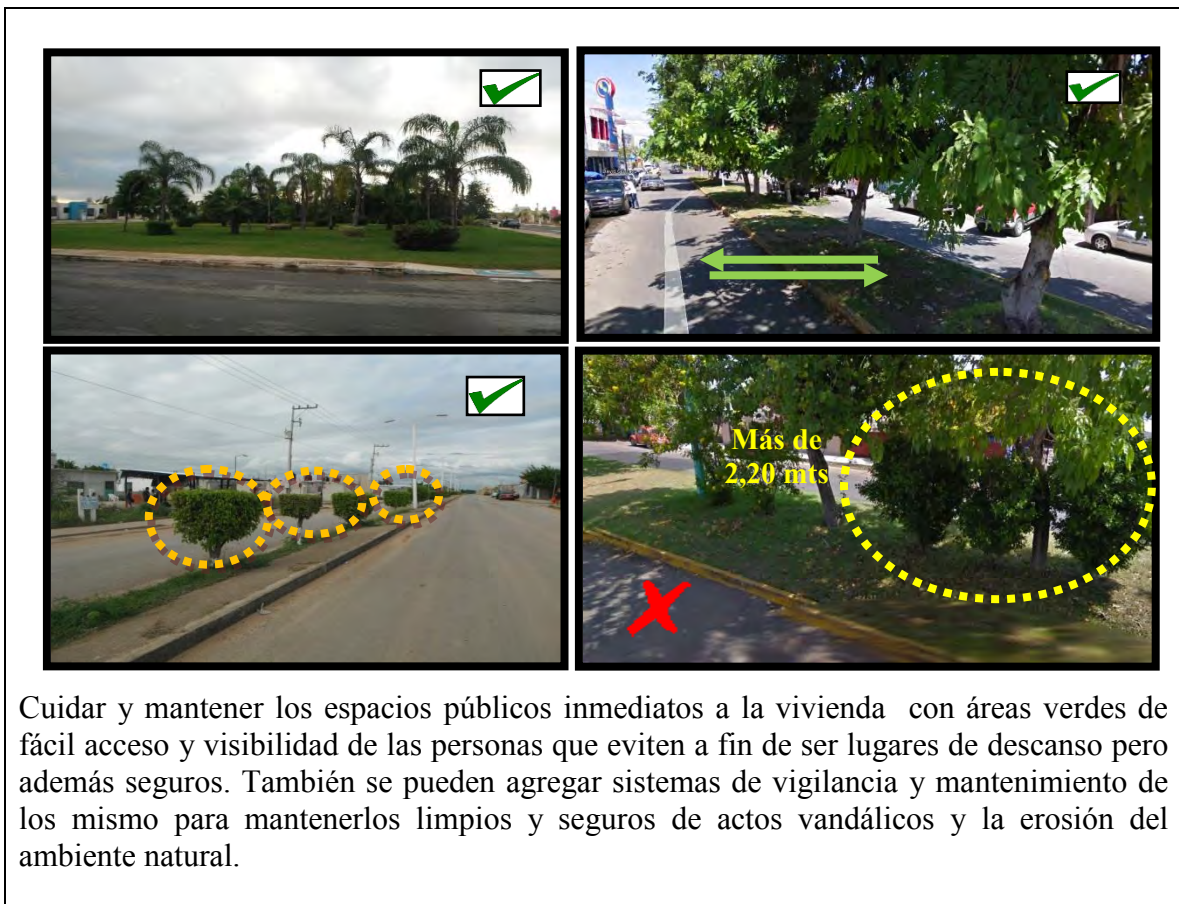 Más de
2,20 mts
Cuidar y mantener los espacios públicos inmediatos a la vivienda con áreas verdes de
fácil acceso y visibilidad de las personas que eviten a fin de ser lugares de descanso pero
además seguros. También se pueden agregar sistemas de vigilancia y mantenimiento de
los mismo para mantenerlos limpios y seguros de actos vandálicos y la erosión del
ambiente natural.